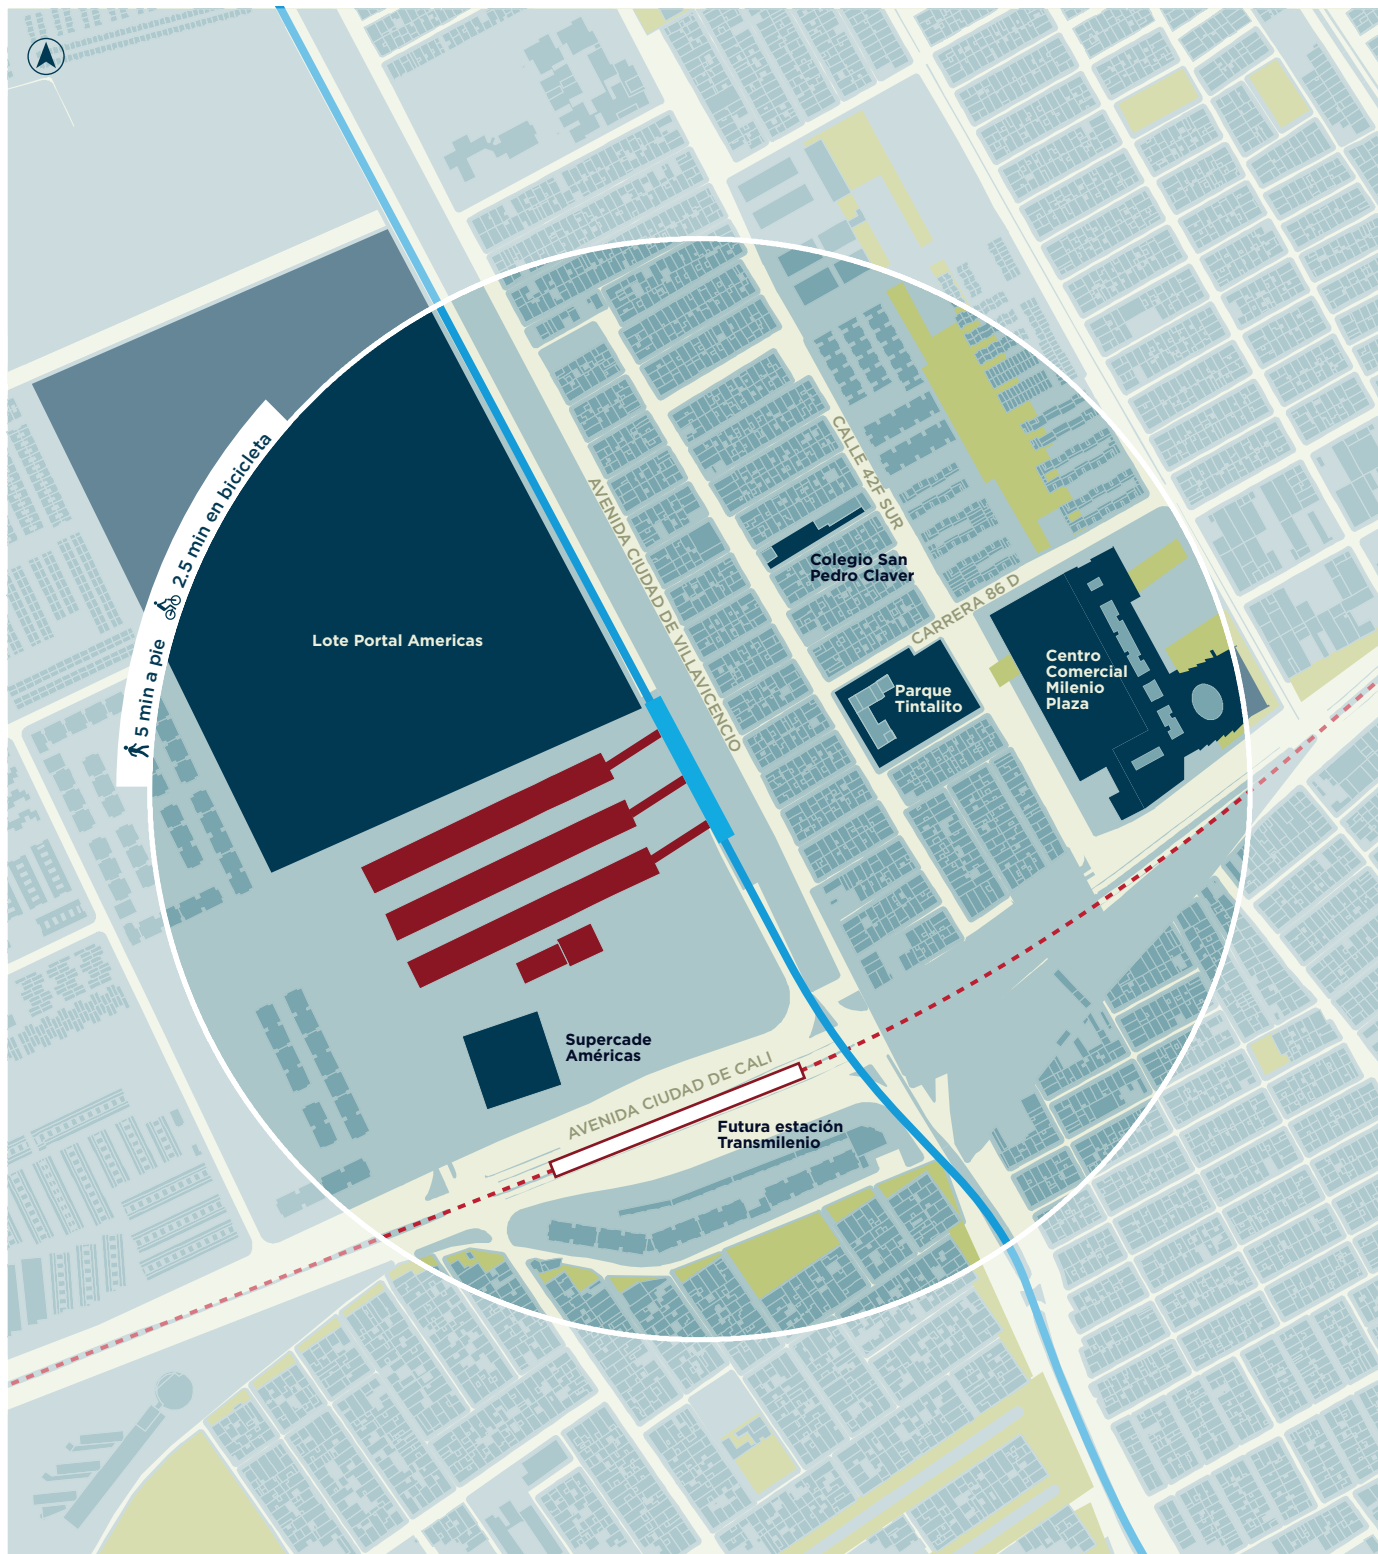 5 min a pie
2.5 min en bicicleta
CALLE 42F SUR
AVENIDA CIUDAD DE VILLAVICENCIO
Colegio San
Pedro Claver
CARRERA 86 D
Lote Portal Americas
Centro
Comercial
Milenio
Plaza
Parque
Tintalito
Supercade
Américas
AVENIDA CIUDAD DE CALI
Futura estación
Transmilenio